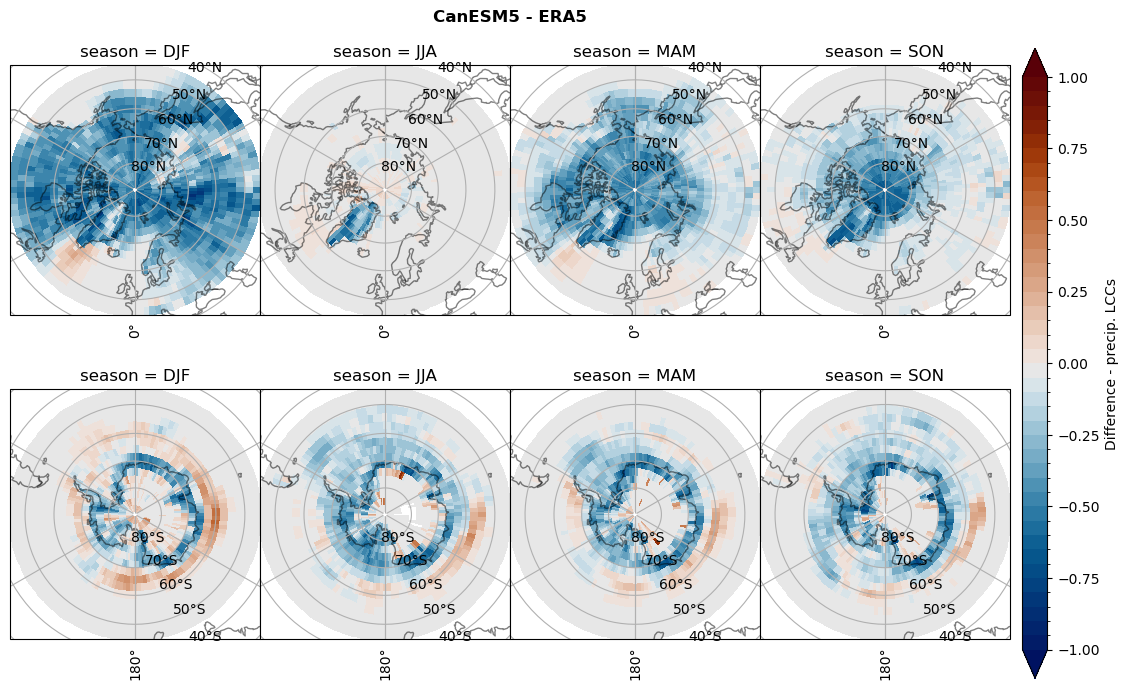 CanESM5 - ERA5
season = DJF
season = JJA
season = MAM
season = SON
40°N
50°N
60°N
70°N
80°N
40°N
50°N
60°N
70°N
80°N
40°N
50°N
60°N
70°N
80°N
40°N
50°N
60°N
70°N
80°N
0°
0°
0°
0°
season = DJF
season = JJA
season = MAM
season = SON
80°S
70°S
60°S
50°S
40°S
80°S
70°S
60°S
50°S
40°S
80°S
70°S
60°S
50°S
40°S
80°S
70°S
60°S
50°S
40°S
180°
180°
180°
180°
1.00
0.75
0.50
0.25
0.00
−0.25
−0.50
−0.75
−1.00
Difference - precip. LCCs